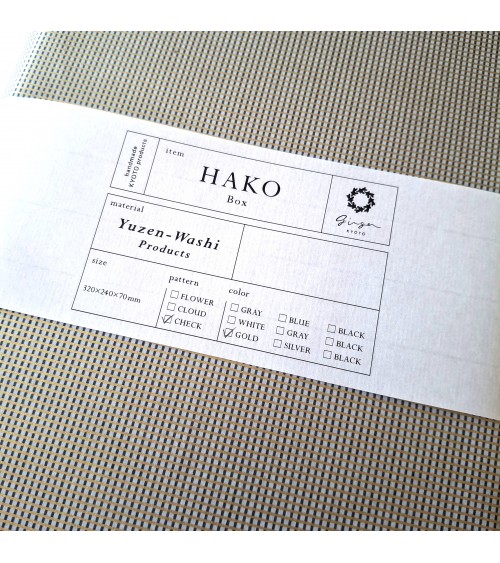 handmade
KYOTO products
item
HAKO
Box
KYOTO
material
Yuzen-Washi
Products
size
320×240×70mm
pattern
☐ FLOWER
☐ CLOUD
☑ CHECK
color
☐ GRAY ☐ BLUE ☐ BLACK
☐ WHITE ☐ GRAY ☐ BLACK
☑ GOLD ☐ SILVER ☐ BLACK